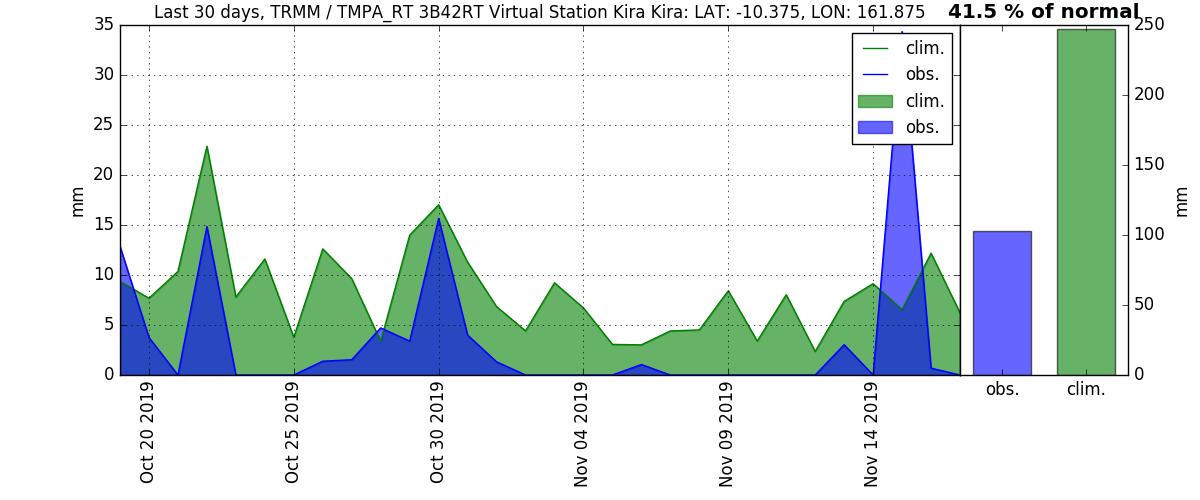 Last 30 days, TRMM / TMPA_RT 3B42RT Virtual Station Kira Kira: LAT: -10.375, LON: 161.875
41.5 % of normal
35
30
25
20
15
10
5
0
mm
clim.
obs.
clim.
obs.
Oct 20 2019
Oct 25 2019
Oct 30 2019
Nov 04 2019
Nov 09 2019
Nov 14 2019
250
200
150
100
50
0
mm
obs.
clim.